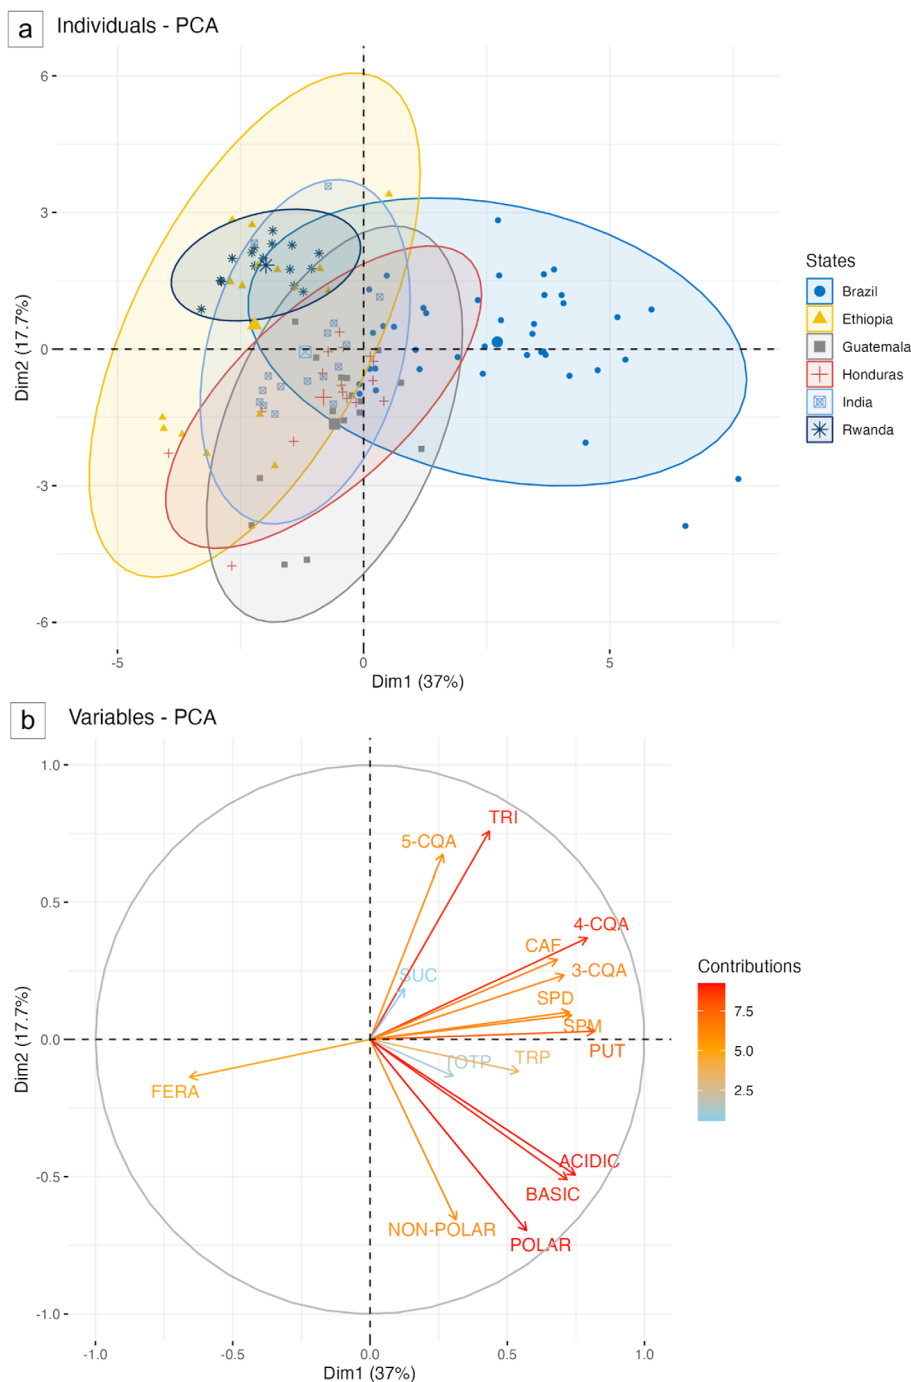 a Individuals - PCA
6
3
0
-3
-6
Dim2 (17.7%)
-5 0 5
Dim1 (37%)
States
Brazil
Ethiopia
Guatemala
Honduras
India
Rwanda
b Variables - PCA
1.0
0.5
0.0
-0.5
-1.0
Dim2 (17.7%)
TRI
5-CQA
4-CQA
CAF
3-CQA
SUC
SPD
SPM
PUT
TOTP
TRP
FERA
ACIDIC
BASIC
NON-POLAR
POLAR
-1.0 -0.5 0.0 0.5 1.0
Dim1 (37%)
Contributions
7.5
5.0
2.5